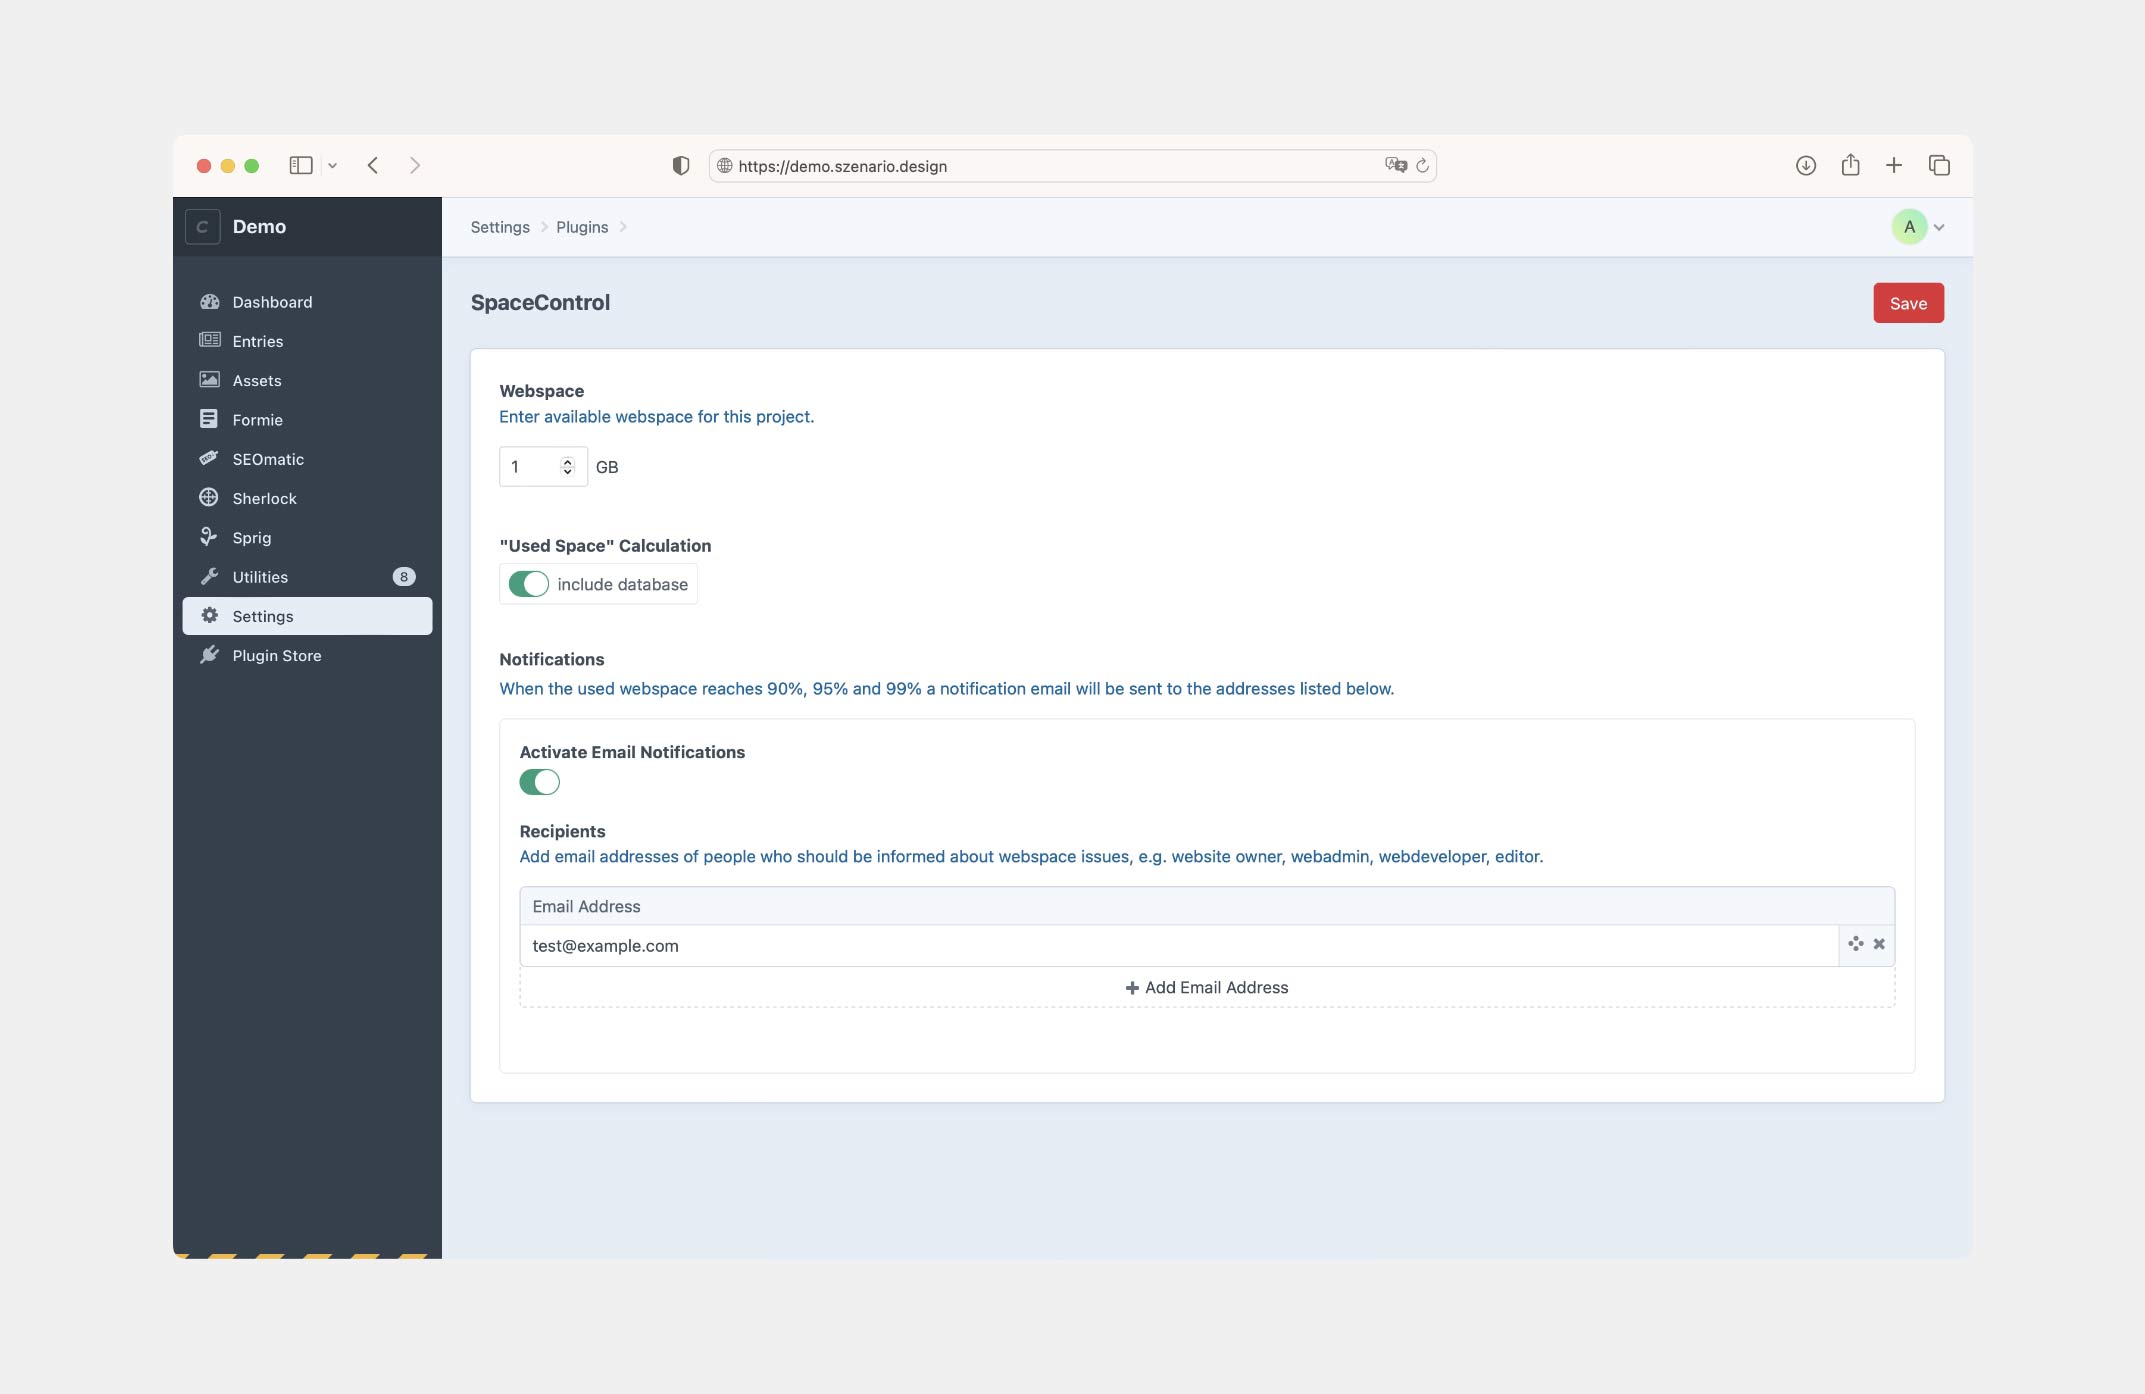 https://demo.szenario.design
C Demo
Settings Plugins
A
Dashboard
Entries
Assets
Formie
SEOmatic
Sherlock
Sprig
Utilities 8
Settings
Plugin Store
SpaceControl
Save
Webspace
Enter available webspace for this project.
1 GB
"Used Space" Calculation
include database
Notifications
When the used webspace reaches 90%, 95% and 99% a notification email will be sent to the addresses listed below.
Activate Email Notifications
Recipients
Add email addresses of people who should be informed about webspace issues, e.g. website owner, webadmin, webdeveloper, editor.
Email Address
test@example.com
Add Email Address